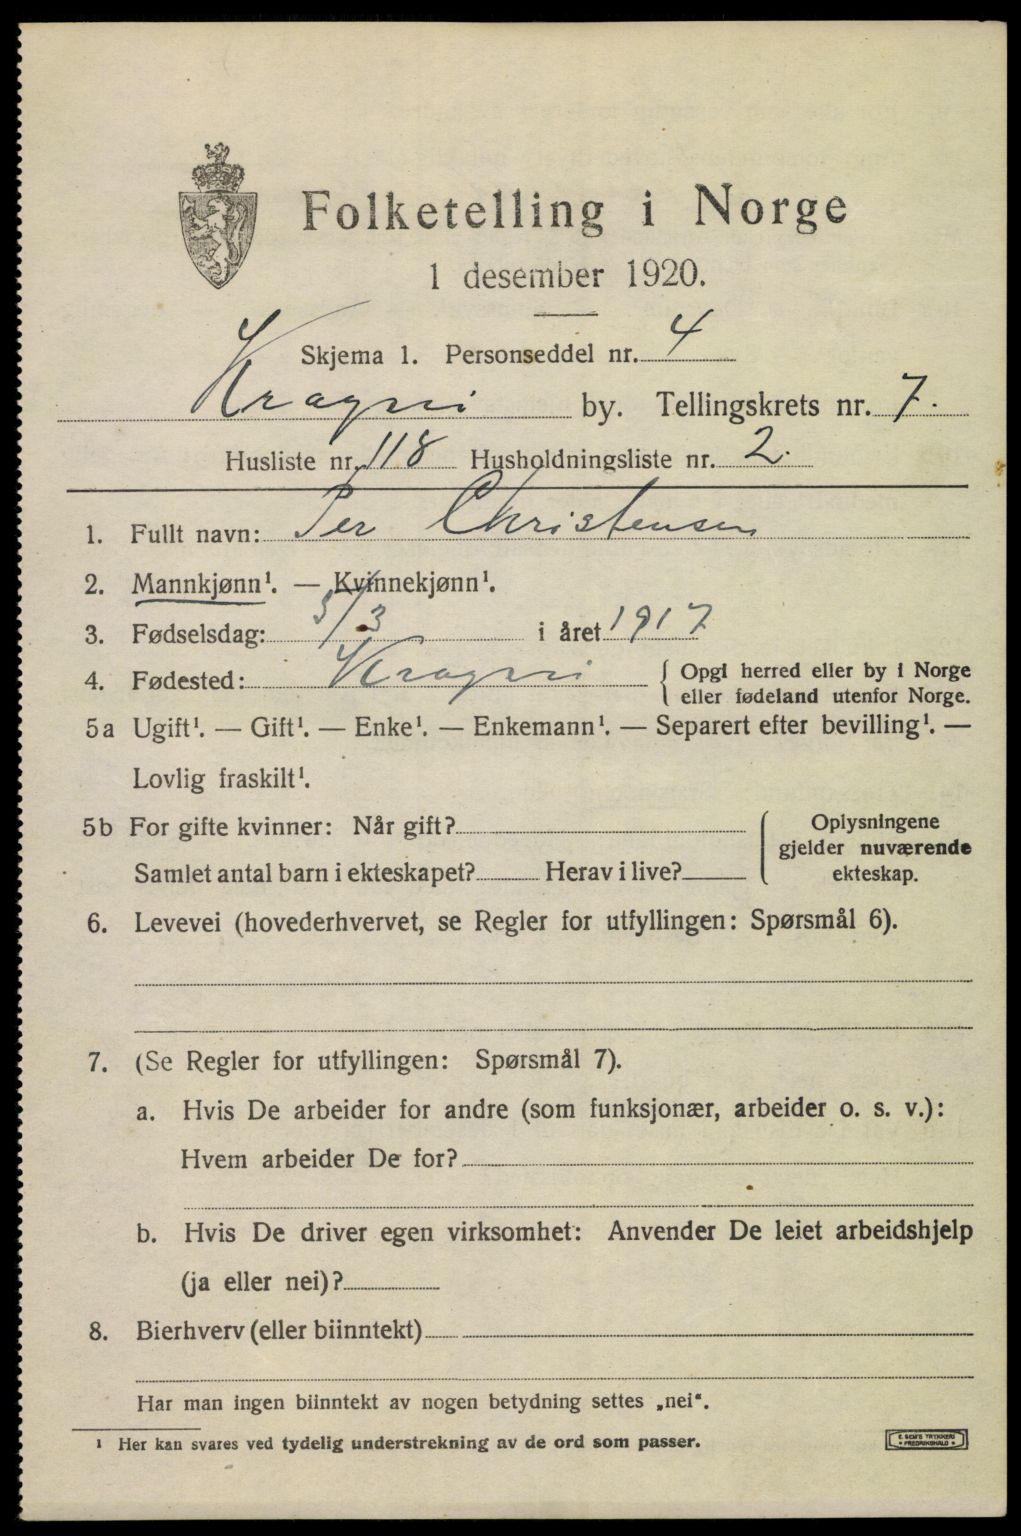 Folketelling i Norge
1 desember 1920.
Skjema 1. Personseddel nr. 4
Kragerø by. Tellingskrets nr. 7.
Husliste nr. 118 Husholdningsliste nr. 2.
1. Fullt navn: Per Christensen
2. Mannkjønn¹. — Kvinnekjønn¹.
3. Fødselsdag: 3/3 i året 1917
4. Fødested: Kragerø { Opgi herred eller by i Norge
eller fødeland utenfor Norge.
5a Ugift¹. — Gift¹. — Enke¹. — Enkemann¹. — Separert efter bevilling¹. —
Lovlig fraskilt¹.
5b For gifte kvinner: Når gift?
Samlet antal barn i ekteskapet? Herav i live?
Oplysningene
gjelder nuværende
ekteskap.
6. Levevei (hovederhvervet, se Regler for utfyllingen: Spørsmål 6).
7. (Se Regler for utfyllingen: Spørsmål 7).
a. Hvis De arbeider for andre (som funksjonær, arbeider o. s. v.):
Hvem arbeider De for?
b. Hvis De driver egen virksomhet: Anvender De leiet arbeidshjelp
(ja eller nei)?
8. Bierhverv (eller biinntekt)
Har man ingen biinntekt av nogen betydning settes „nei“.
¹ Her kan svares ved tydelig understrekning av de ord som passer.
E. SEM'S TRYKKERI
• FREDRIKSHALD •